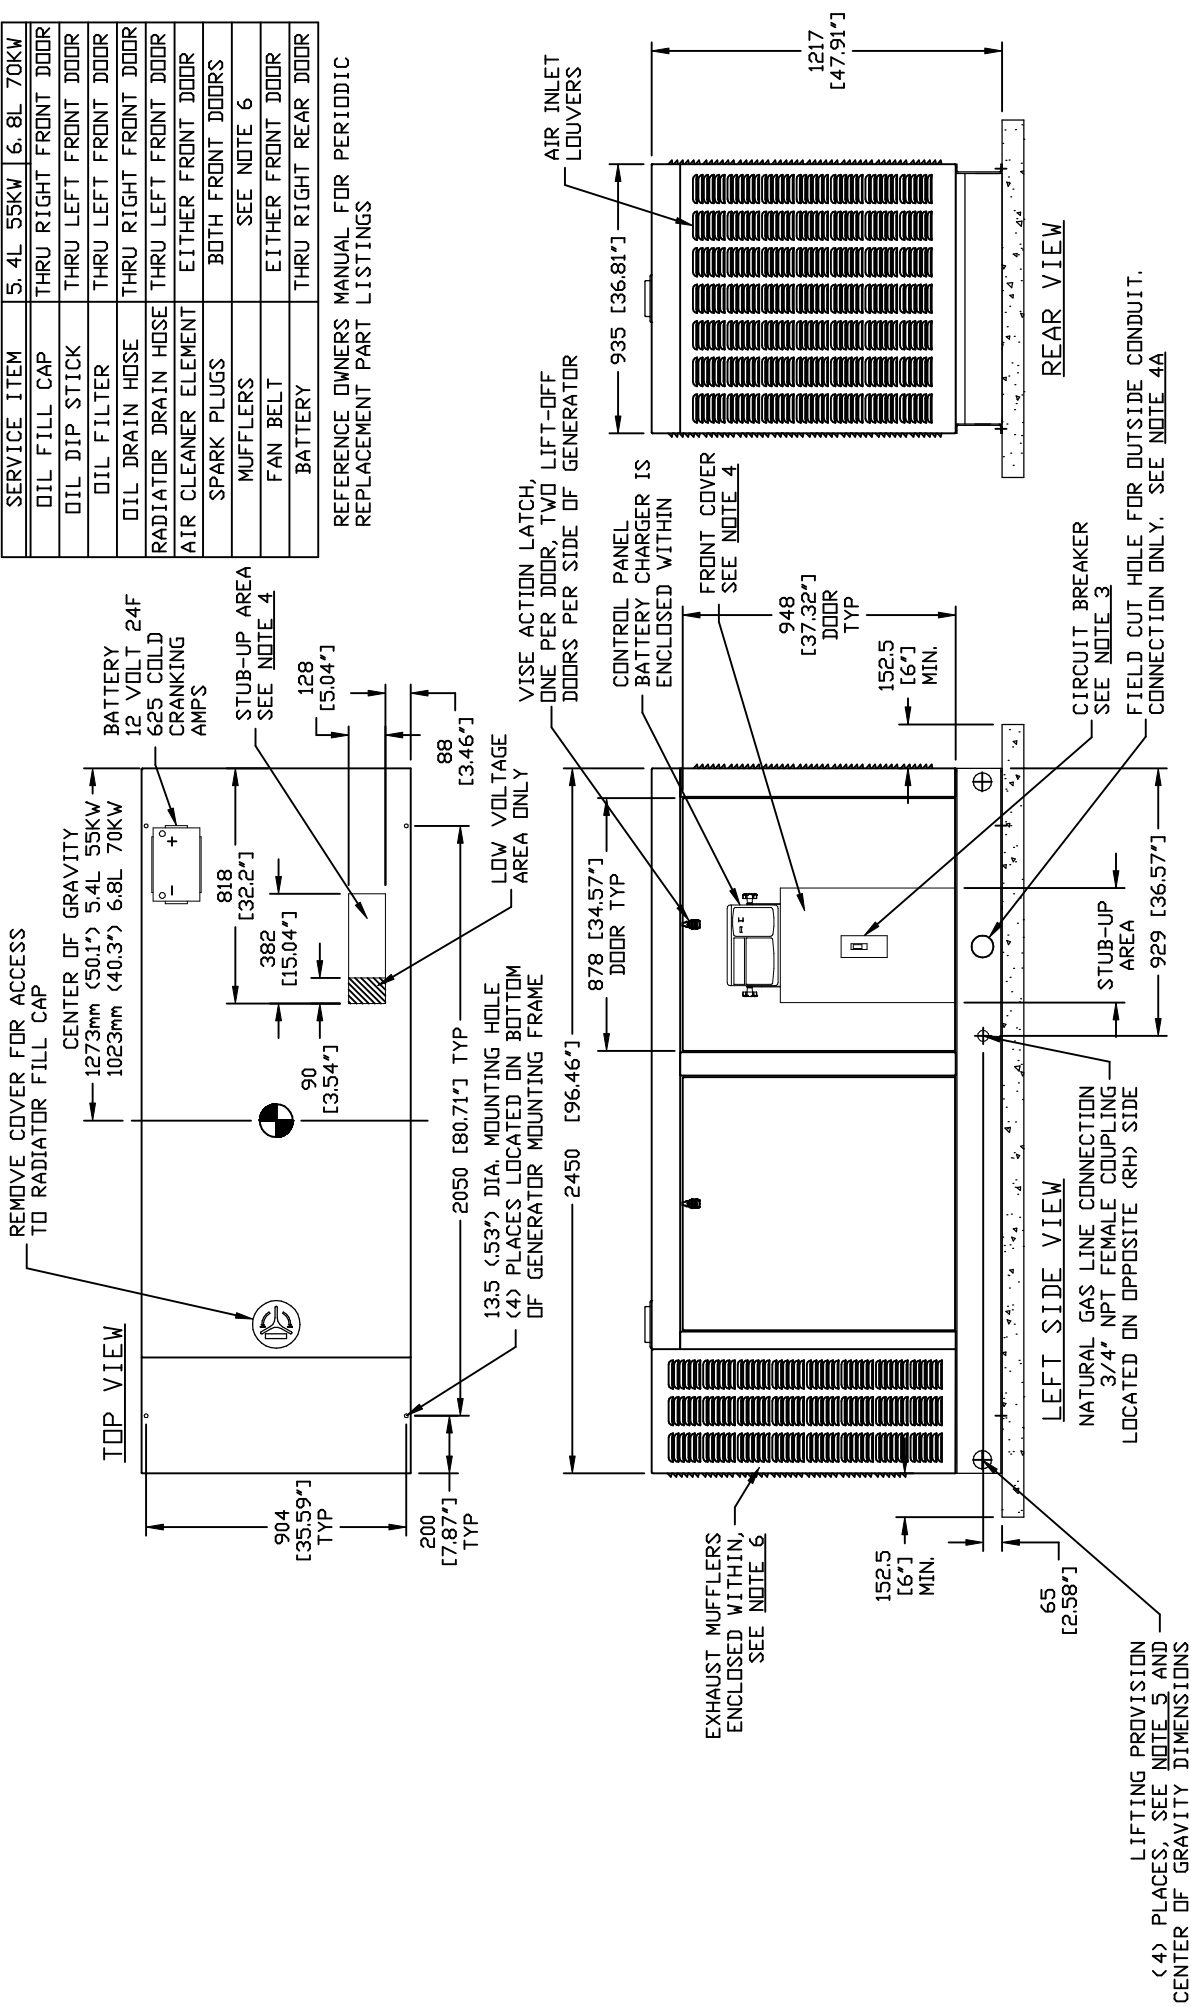 SERVICE ITEM 5.4L 55KW 6.8L 70KW
OIL FILL CAP THRU RIGHT FRONT DOOR
OIL DIP STICK THRU LEFT FRONT DOOR
OIL FILTER THRU LEFT FRONT DOOR
OIL DRAIN HOSE THRU RIGHT FRONT DOOR
RADIATOR DRAIN HOSE THRU LEFT FRONT DOOR
AIR CLEANER ELEMENT EITHER FRONT DOOR
SPARK PLUGS BOTH FRONT DOORS
MUFFLERS SEE NOTE 6
FAN BELT EITHER FRONT DOOR
BATTERY THRU RIGHT REAR DOOR
REFERENCE OWNERS MANUAL FOR PERIODIC
REPLACEMENT PART LISTINGS
REMOVE COVER FOR ACCESS
TO RADIATOR FILL CAP
CENTER OF GRAVITY
1273mm (50.1") 5.4L 55KW
1023mm (40.3") 6.8L 70KW
BATTERY
12 VOLT 24F
625 COLD
CRANKING
AMPS
TOP VIEW
- +
818
[32.2"]
382
[15.04"]
90
[3.54"]
STUB-UP AREA
SEE NOTE 4
128
[5.04"]
88
[3.46"]
904
[35.59"]
TYP
200
[7.87"]
TYP
2050 [80.71"] TYP
LOW VOLTAGE
AREA ONLY
13.5 (.53") DIA. MOUNTING HOLE
(4) PLACES LOCATED ON BOTTOM
OF GENERATOR MOUNTING FRAME
VISE ACTION LATCH,
ONE PER DOOR, TWO LIFT-OFF
DOORS PER SIDE OF GENERATOR
2450 [96.46"]
878 [34.57"]
DOOR TYP
CONTROL PANEL
BATTERY CHARGER IS
ENCLOSED WITHIN
FRONT COVER
SEE NOTE 4
948
[37.32"]
DOOR
TYP
152.5
[6"]
MIN.
EXHAUST MUFFLERS
ENCLOSED WITHIN,
SEE NOTE 6
152.5
[6"]
MIN.
65
[2.58"]
CIRCUIT BREAKER
SEE NOTE 3
FIELD CUT HOLE FOR OUTSIDE CONDUIT.
CONNECTION ONLY. SEE NOTE 4A
STUB-UP
AREA
929 [36.57"]
LEFT SIDE VIEW
NATURAL GAS LINE CONNECTION
3/4" NPT FEMALE COUPLING
LOCATED ON OPPOSITE (RH) SIDE
LIFTING PROVISION
(4) PLACES, SEE NOTE 5 AND
CENTER OF GRAVITY DIMENSIONS
AIR INLET
LOUVERS
935 [36.81"]
1217
[47.91"]
REAR VIEW